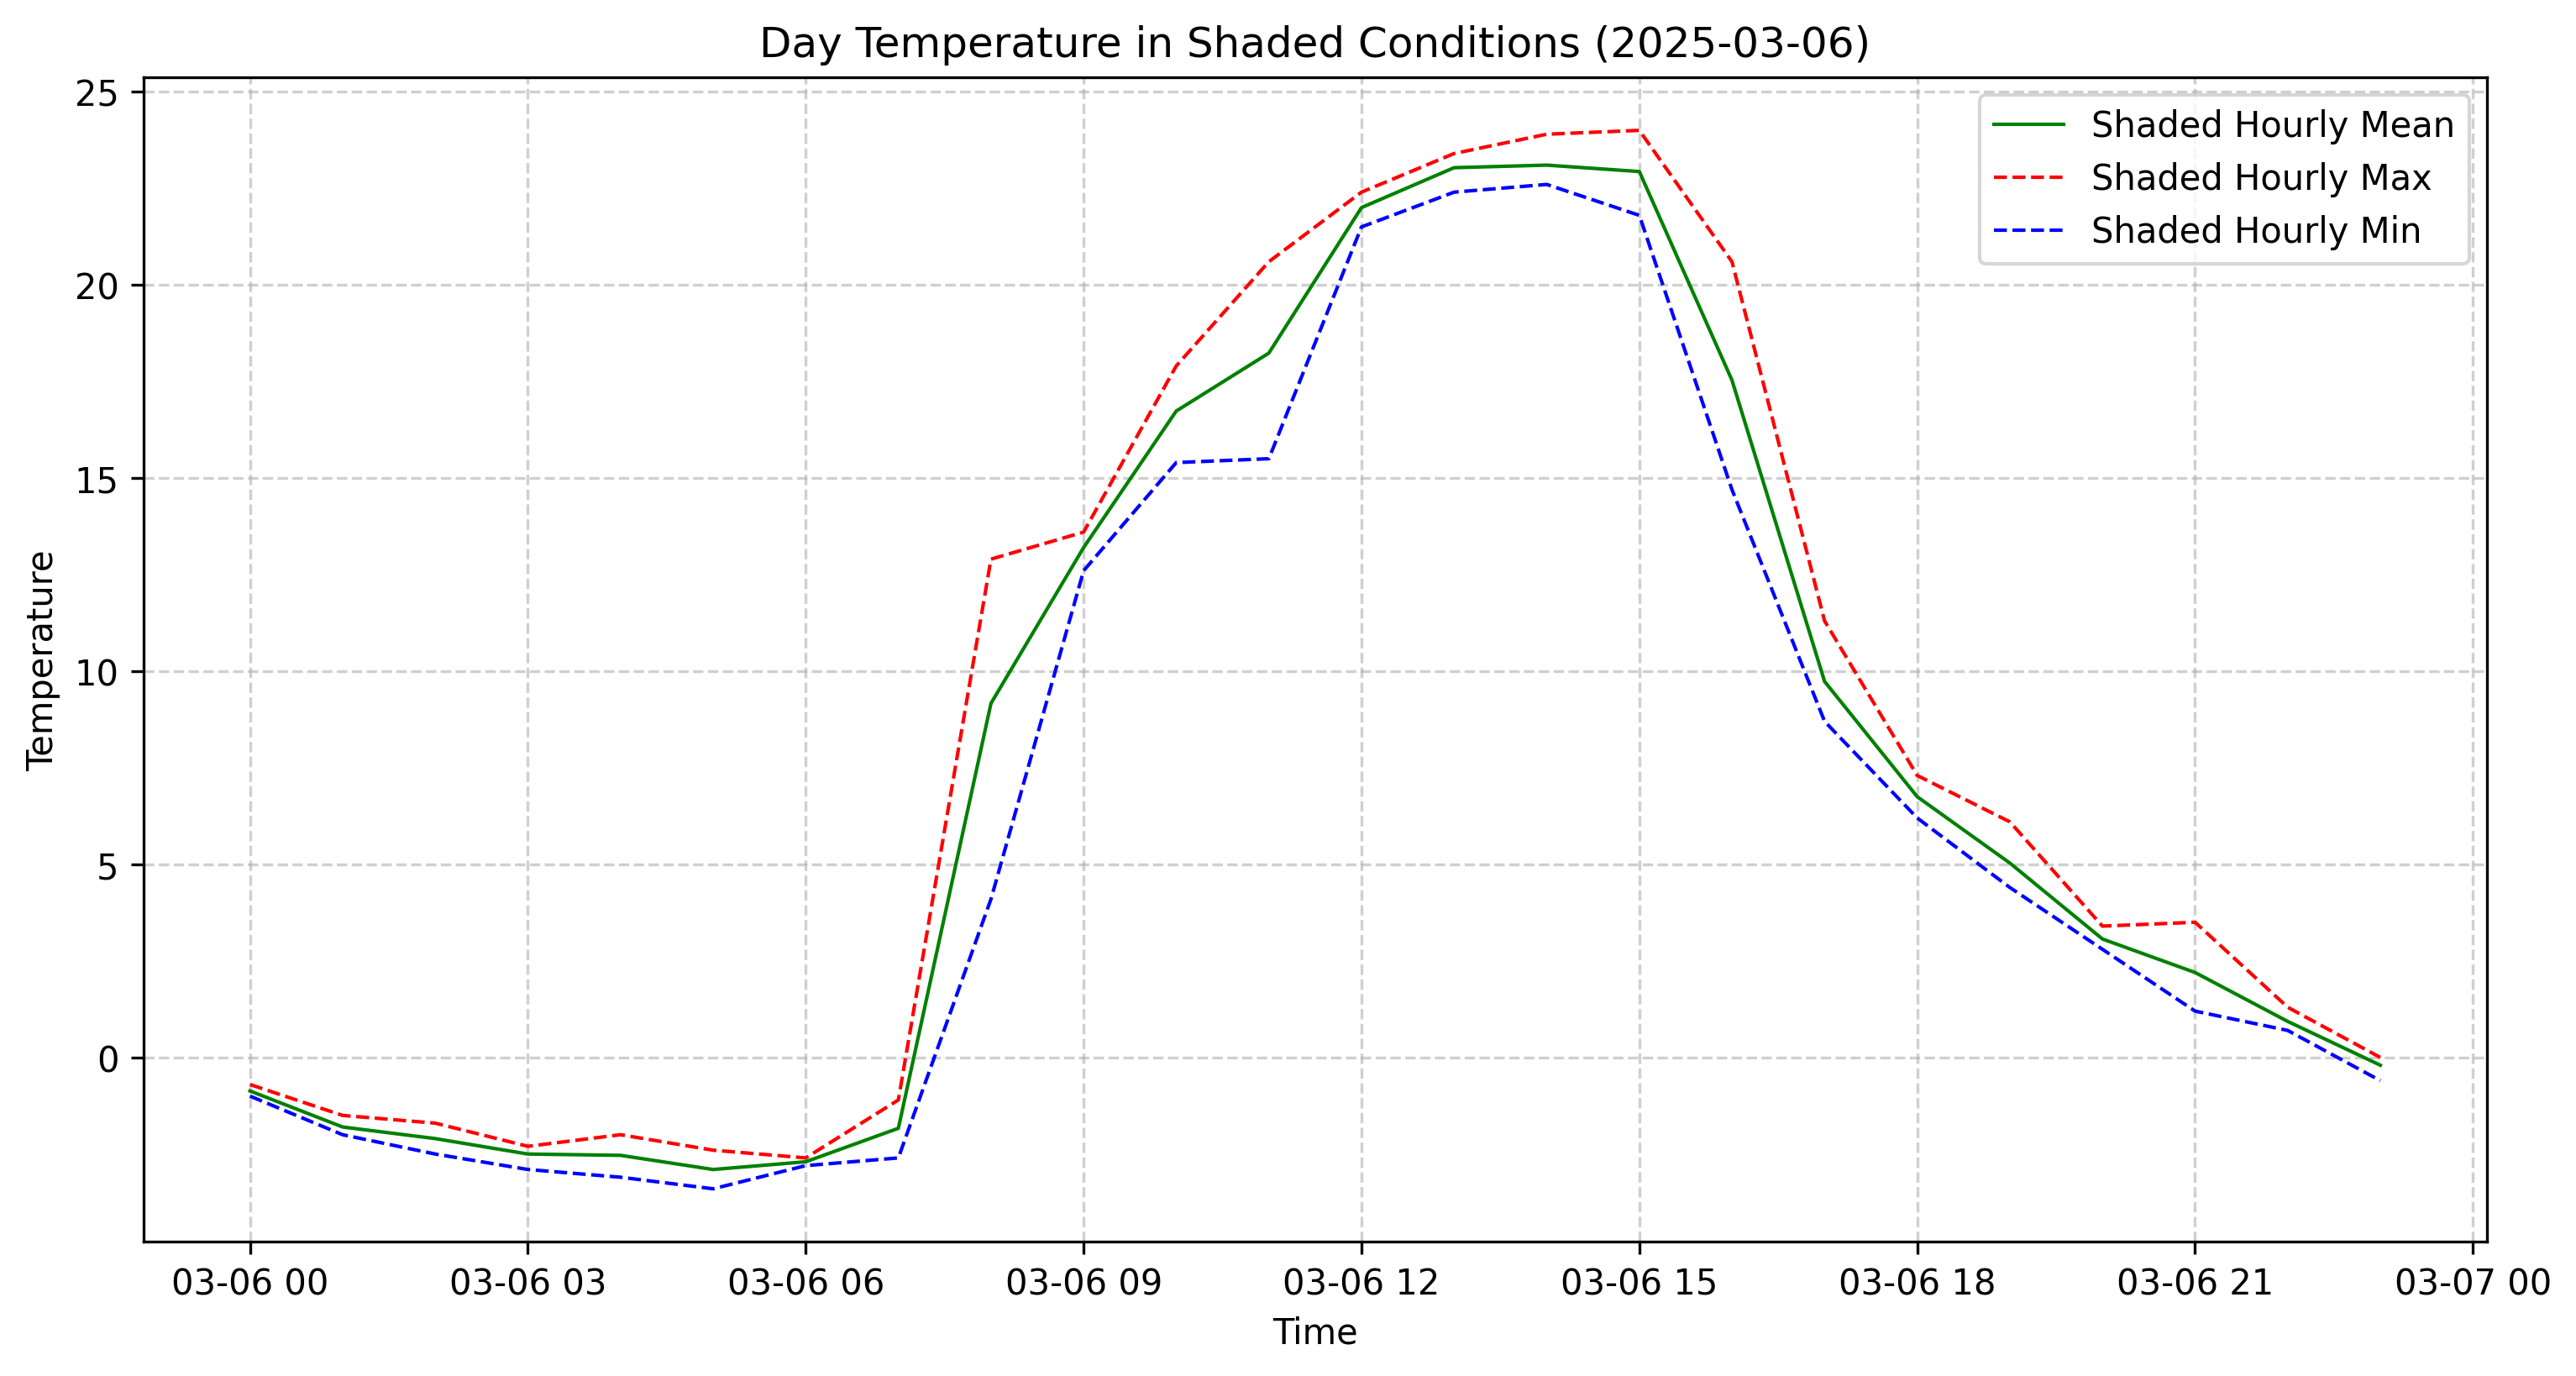 Day Temperature in Shaded Conditions (2025-03-06)
25
20
15
10
5
0
Temperature
Shaded Hourly Mean
Shaded Hourly Max
Shaded Hourly Min
03-06 00 03-06 03 03-06 06 03-06 09 03-06 12 03-06 15 03-06 18 03-06 21 03-07 00
Time